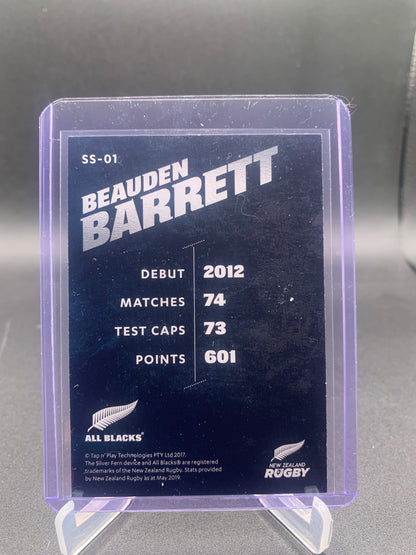 SS-01
BEAUDEN
BARRETT
DEBUT 2012
MATCHES 74
TEST CAPS 73
POINTS 601
ALL BLACKS®
© Tap n' Play Technologies PTY Ltd 2017.
The Silver Fern device and All Blacks® are registered
trademarks of the New Zealand Rugby. Stats provided
by New Zealand Rugby as at May 2019.
NEW ZEALAND
RUGBY